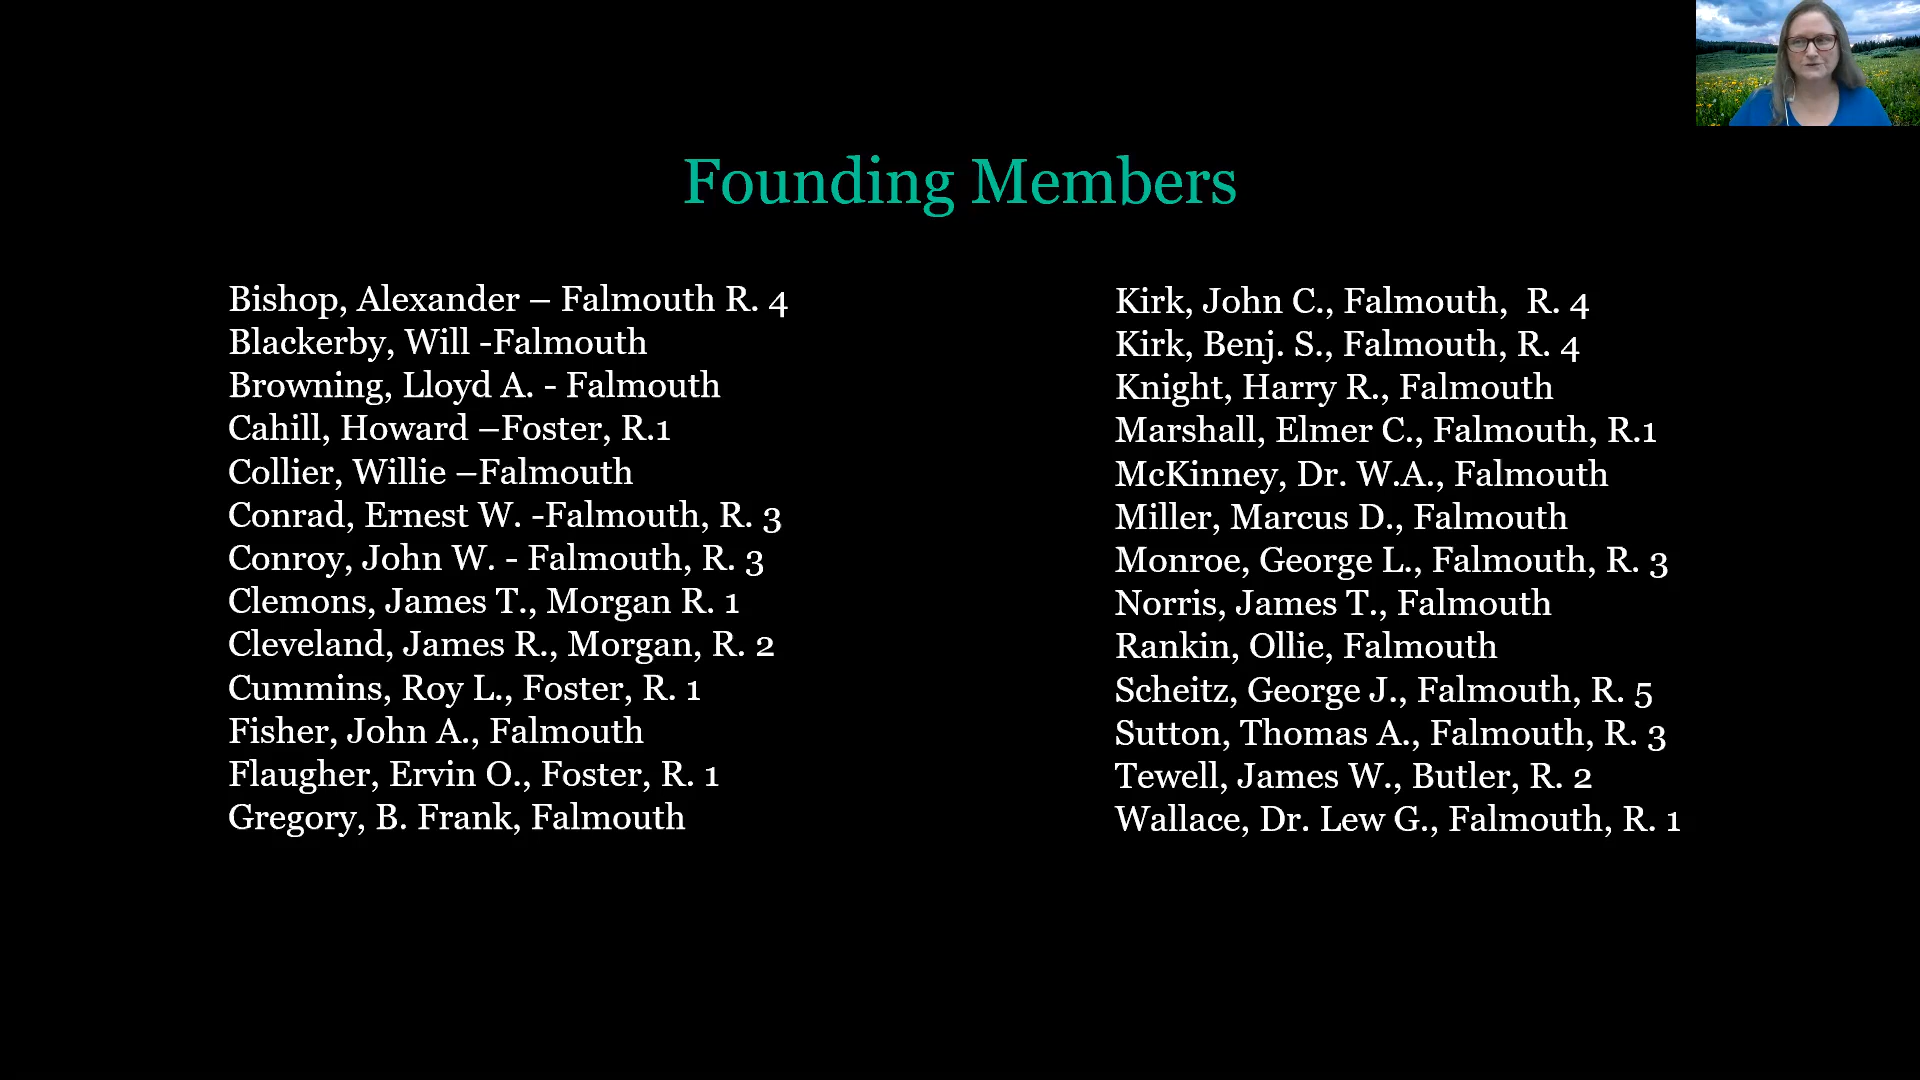 Founding Members
Bishop, Alexander – Falmouth R. 4
Blackerby, Will -Falmouth
Browning, Lloyd A. - Falmouth
Cahill, Howard –Foster, R.1
Collier, Willie –Falmouth
Conrad, Ernest W. -Falmouth, R. 3
Conroy, John W. - Falmouth, R. 3
Clemons, James T., Morgan R. 1
Cleveland, James R., Morgan, R. 2
Cummins, Roy L., Foster, R. 1
Fisher, John A., Falmouth
Flaugher, Ervin O., Foster, R. 1
Gregory, B. Frank, Falmouth
Kirk, John C., Falmouth,  R. 4
Kirk, Benj. S., Falmouth, R. 4
Knight, Harry R., Falmouth
Marshall, Elmer C., Falmouth, R.1
McKinney, Dr. W.A., Falmouth
Miller, Marcus D., Falmouth
Monroe, George L., Falmouth, R. 3
Norris, James T., Falmouth
Rankin, Ollie, Falmouth
Scheitz, George J., Falmouth, R. 5
Sutton, Thomas A., Falmouth, R. 3
Tewell, James W., Butler, R. 2
Wallace, Dr. Lew G., Falmouth, R. 1